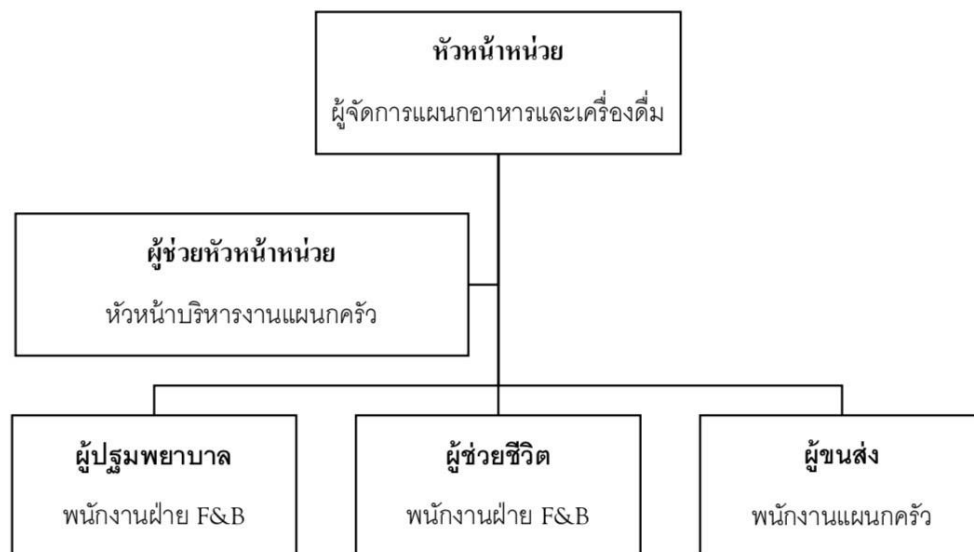 หัวหน้าหน่วย
ผู้จัดการแผนกอาหารและเครื่องดื่ม
ผู้ช่วยหัวหน้าหน่วย
หัวหน้าบริหารงานแผนกครัว
ผู้ปฐมพยาบาล
พนักงานฝ่าย F&B
ผู้ช่วยชีวิต
พนักงานฝ่าย F&B
ผู้ขนส่ง
พนักงานแผนกครัว